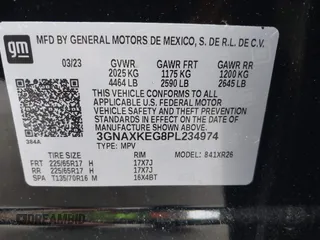 gm MFD BY GENERAL MOTORS DE MEXICO, S. DE R.L. DE C.V.
03/23 GVWR GAWR FRT GAWR RR
2025 KG 1175 KG 1200 KG
4464 LB 2590 LB 2645 LB
THIS VEHICLE CONFORMS TO ALL
APPLICABLE U.S. FEDERAL MOTOR
VEHICLE SAFETY AND THEFT PREVENTION
STANDARDS IN EFFECT ON THE DATE OF
MANUFACTURE SHOWN ABOVE.
3GNAXKEG8PL234974
384A TYPE: MPV MODEL: 841XR26
TIRE SIZE RIM
FRT 225/65R17 H 17X7J
RR 225/65R17 H 17X7J
SPA T135/70R16 M 16X4BT
DREAMBID